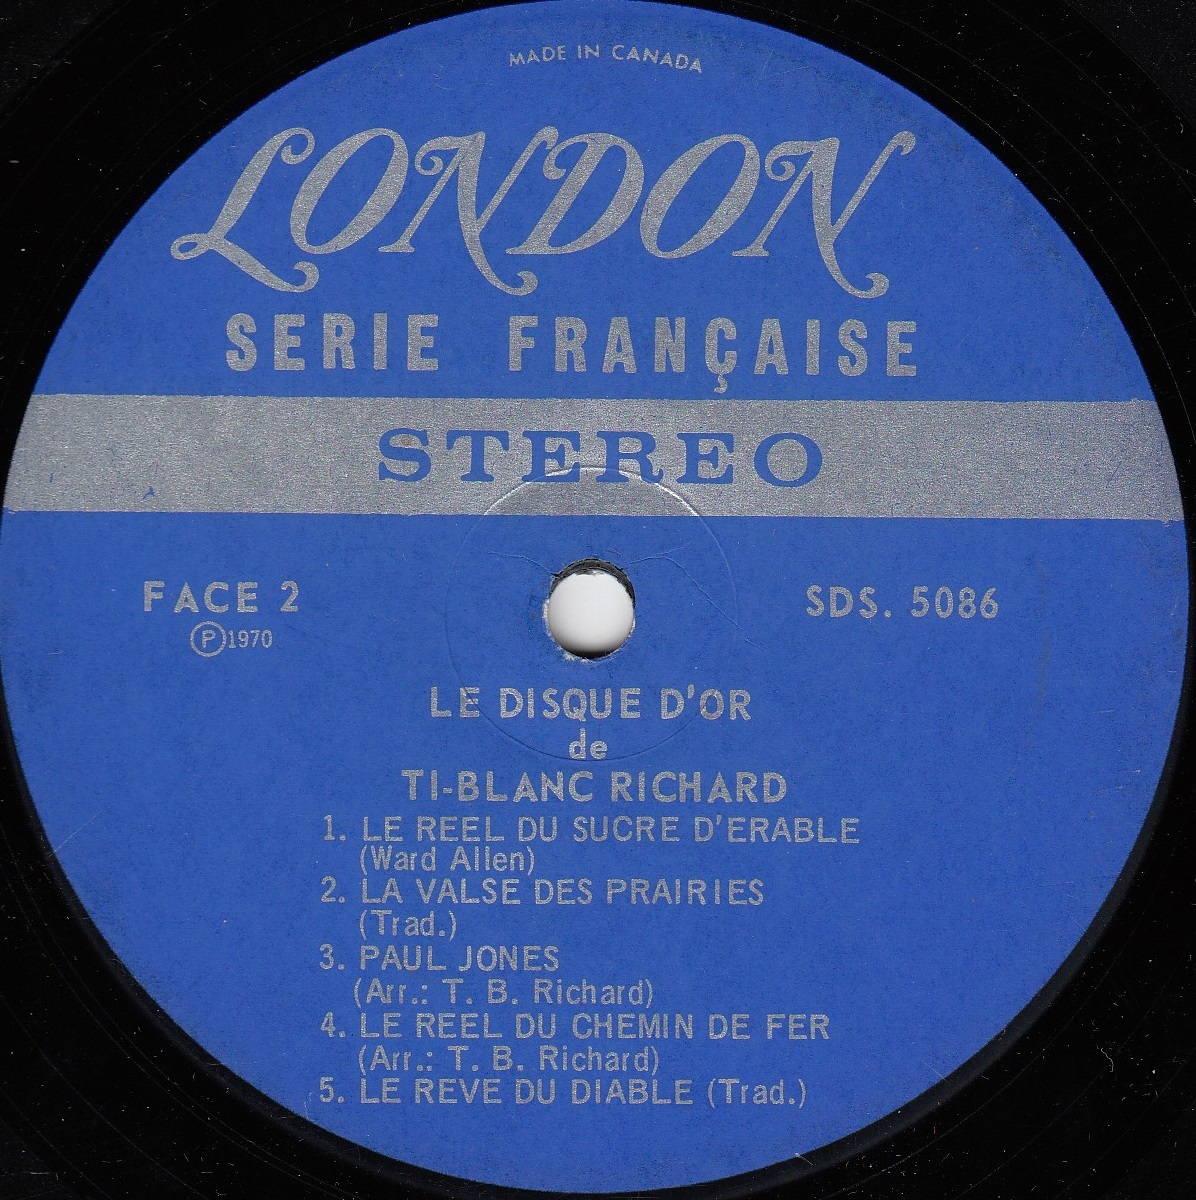 MADE IN CANADA
LONDON
SERIE FRANÇAISE
STEREO
FACE 2
SDS. 5086
Ⓟ1970
LE DISQUE D'OR
de
TI-BLANC RICHARD
1. LE REEL DU SUCRE D'ERABLE
(Ward Allen)
2. LA VALSE DES PRAIRIES
(Trad.)
3. PAUL JONES
(Arr.: T. B. Richard)
4. LE REEL DU CHEMIN DE FER
(Arr.: T. B. Richard)
5. LE REVE DU DIABLE (Trad.)